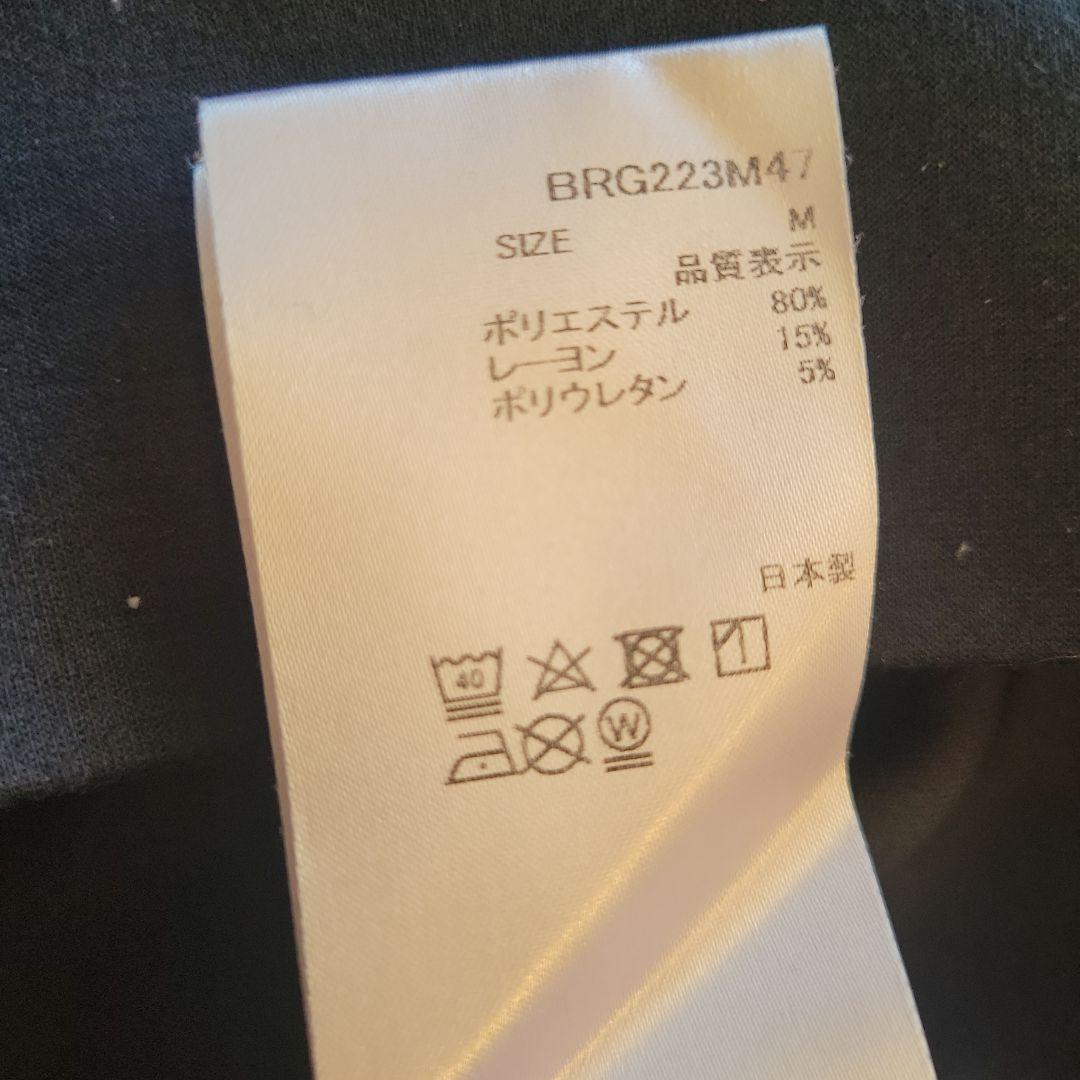 BRG223M47
SIZE M
品質表示
ポリエステル 80%
レーヨン 15%
ポリウレタン 5%
日本製
40
W